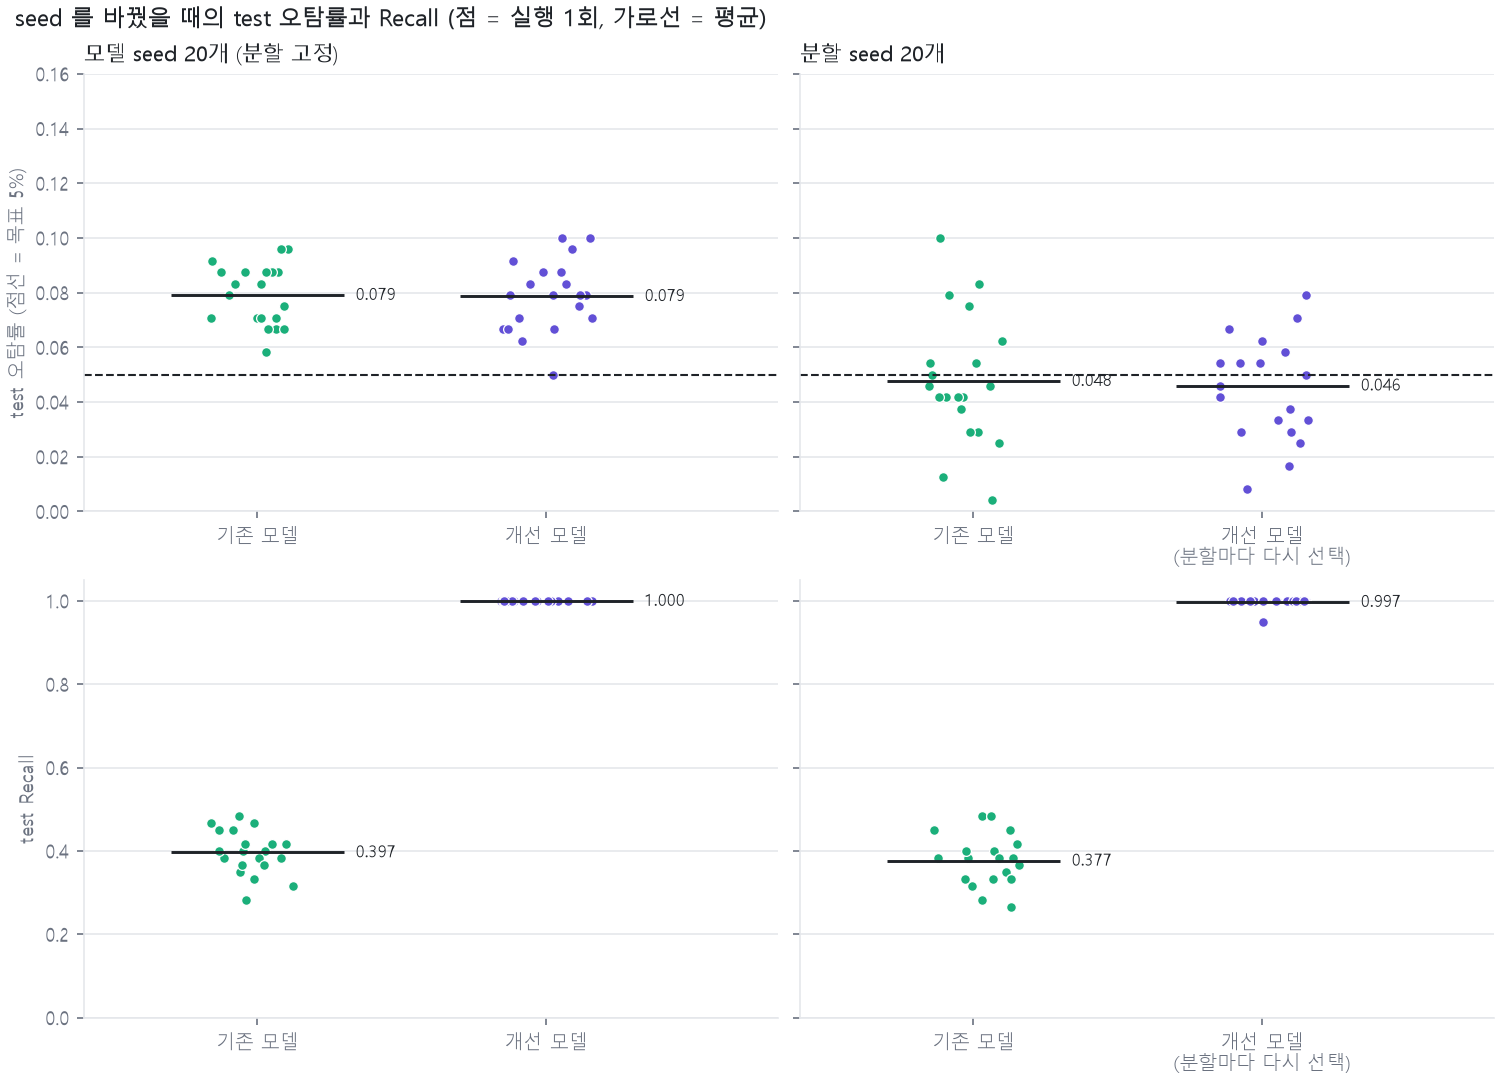 seed 를 바꿨을 때의 test 오탐률과 Recall (점 = 실행 1회, 가로선 = 평균)
모델 seed 20개 (분할 고정)
분할 seed 20개
test 오탐률 (점선 = 목표 5%)
0.16
0.14
0.12
0.10
0.08
0.06
0.04
0.02
0.00
0.079
0.079
0.048
0.046
기존 모델
개선 모델
기존 모델
개선 모델
(분할마다 다시 선택)
test Recall
1.0
0.8
0.6
0.4
0.2
0.0
1.000
0.997
0.397
0.377
기존 모델
개선 모델
기존 모델
개선 모델
(분할마다 다시 선택)